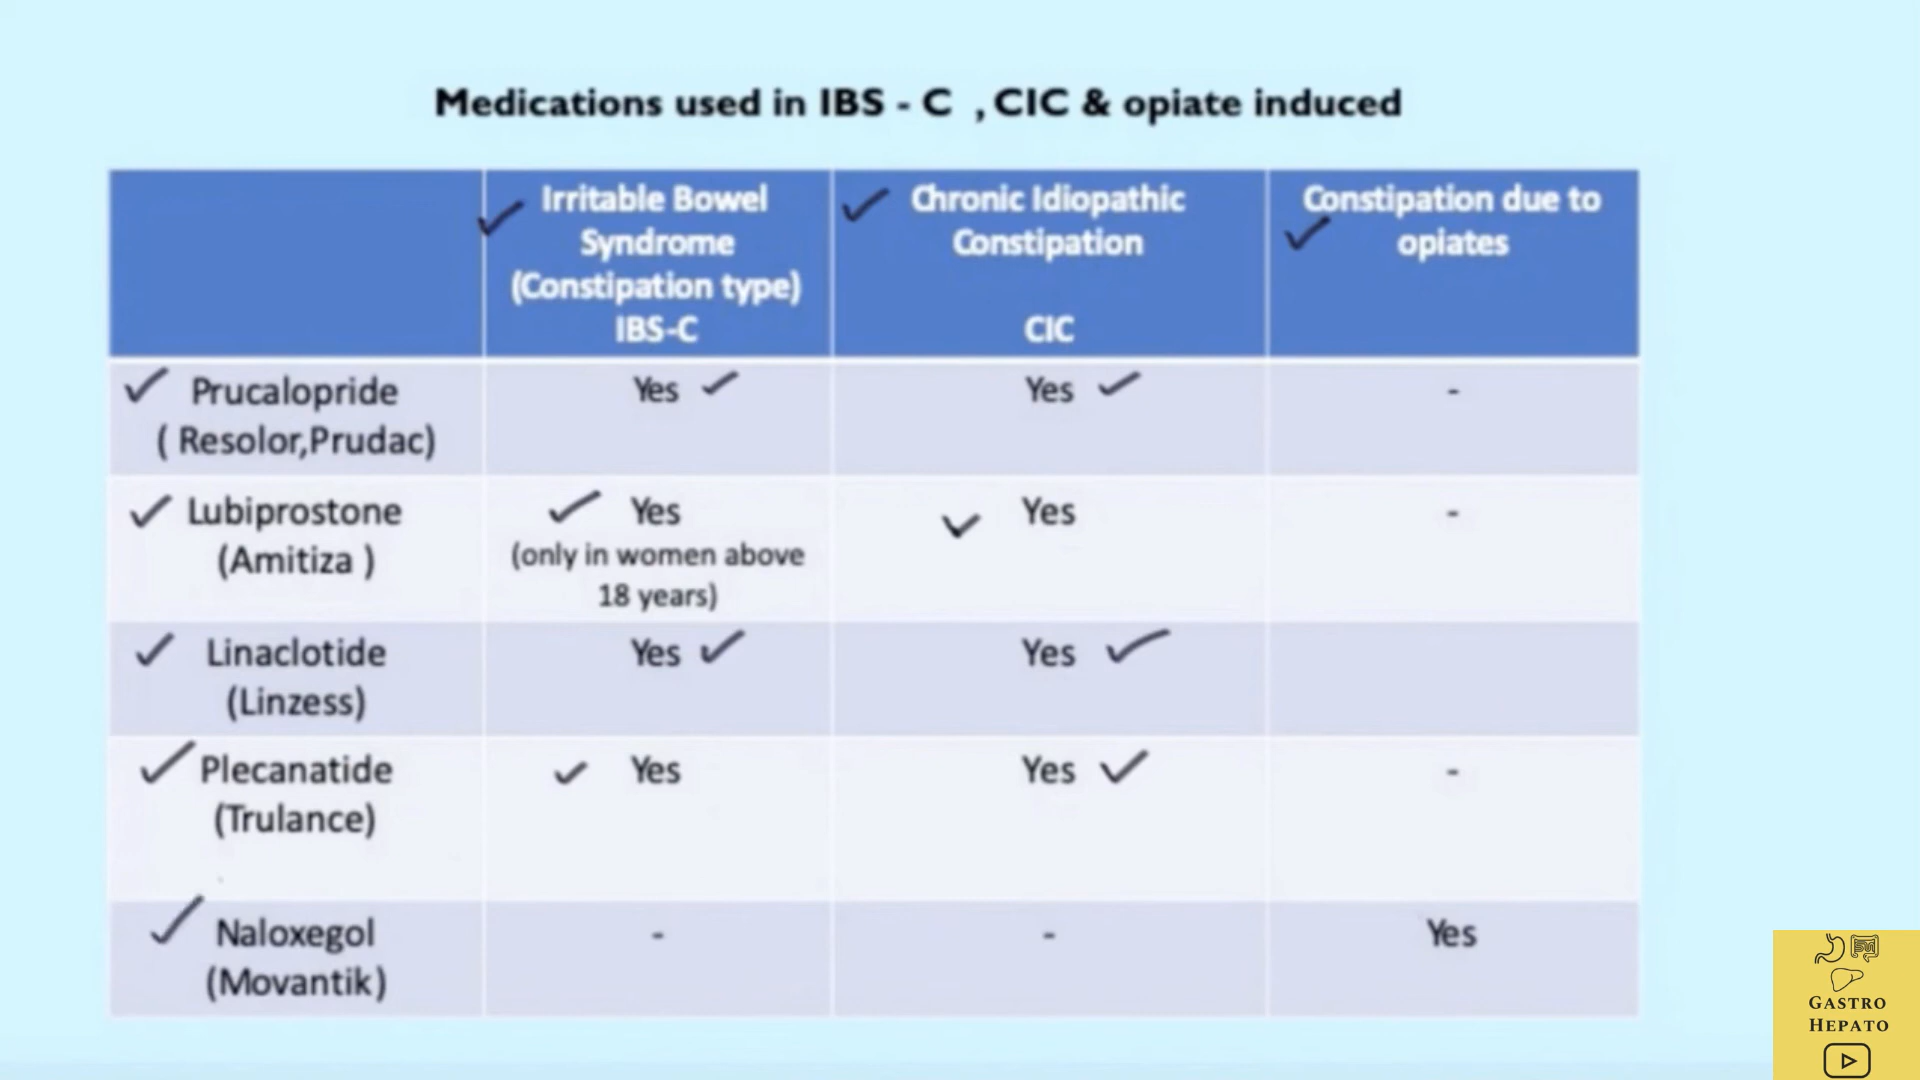 Medications used in IBS - C , CIC & opiate induced
Irritable Bowel
Syndrome
(Constipation type)
IBS-C
Chronic Idiopathic
Constipation
CIC
Constipation due to
opiates
Prucalopride
( Resolor,Prudac)
Yes
Yes
-
Lubiprostone
(Amitiza )
Yes
(only in women above
18 years)
Yes
-
Linaclotide
(Linzess)
Yes
Yes
Plecanatide
(Trulance)
Yes
Yes
-
Naloxegol
(Movantik)
-
-
Yes
GASTRO
HEPATO